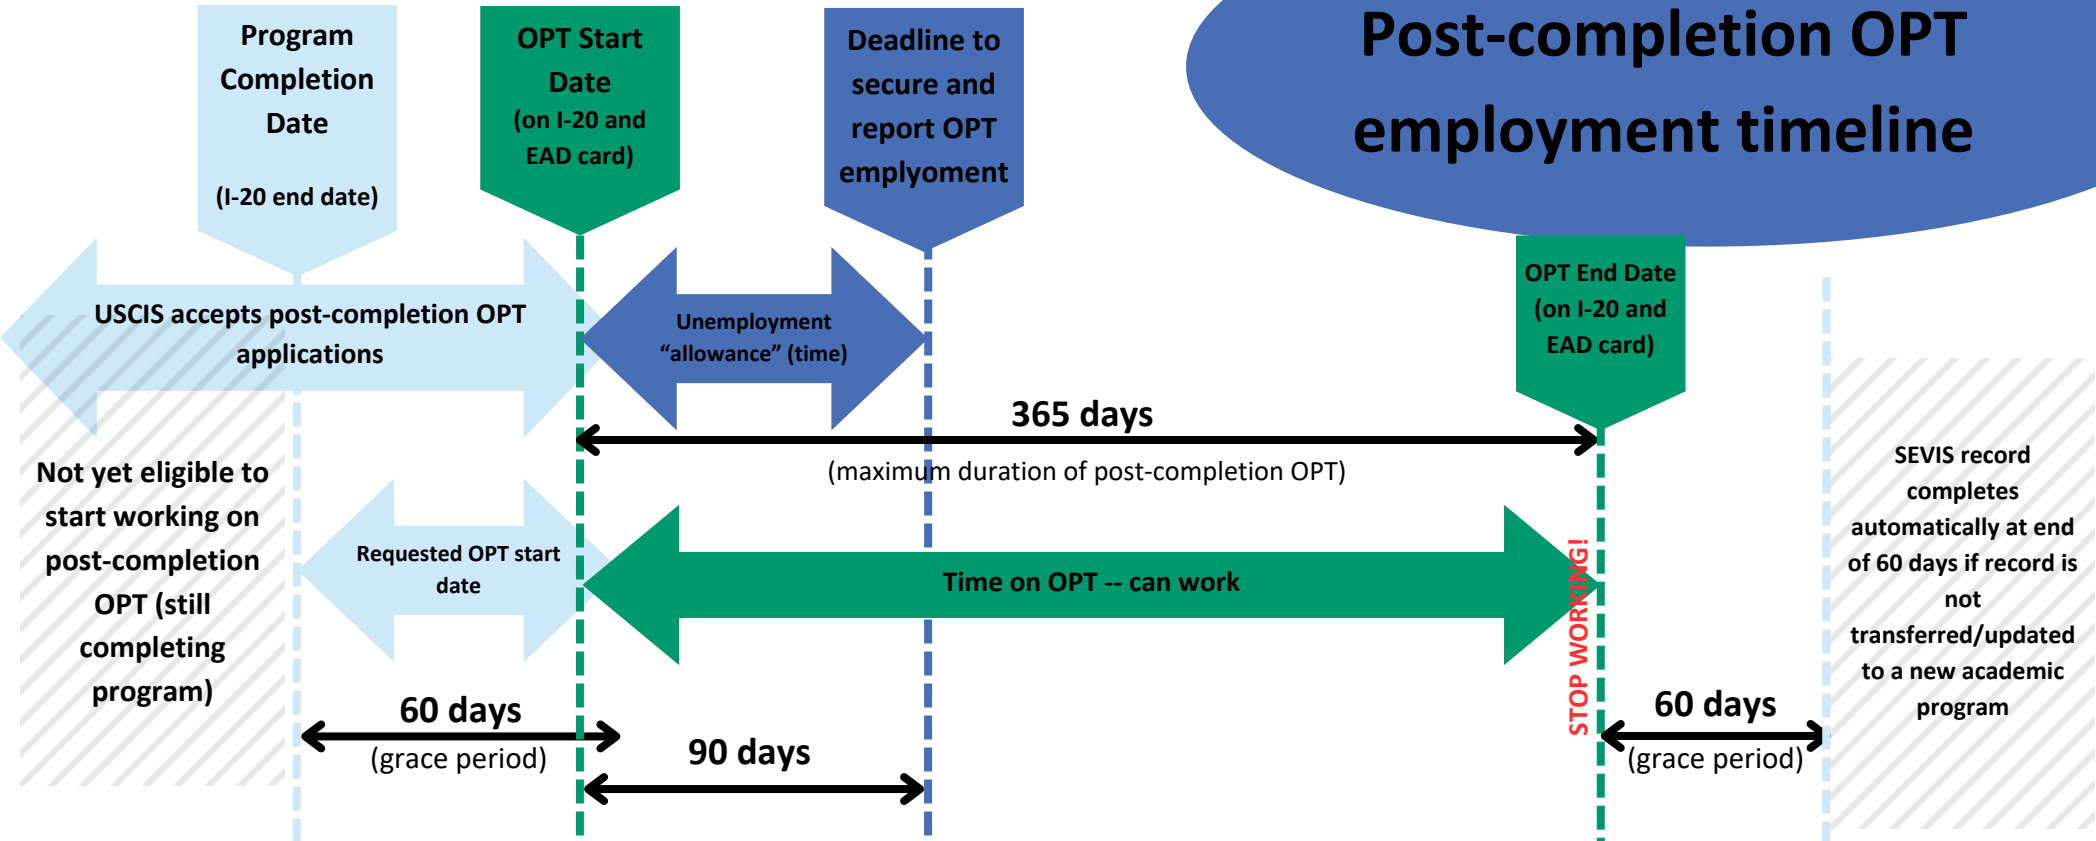 Program
Completion
Date
(I-20 end date)
OPT Start
Date
(on I-20 and
EAD card)
Deadline to
secure and
report OPT
emplyoment
Post-completion OPT
employment timeline
USCIS accepts post-completion OPT
applications
Unemployment
“allowance” (time)
OPT End Date
(on I-20 and
EAD card)
365 days
(maximum duration of post-completion OPT)
Not yet eligible to
start working on
post-completion
OPT (still
completing
program)
Requested OPT start
date
Time on OPT -- can work
STOP WORKING!
SEVIS record
completes
automatically at end
of 60 days if record is
not
transferred/updated
to a new academic
program
60 days
(grace period)
90 days
60 days
(grace period)